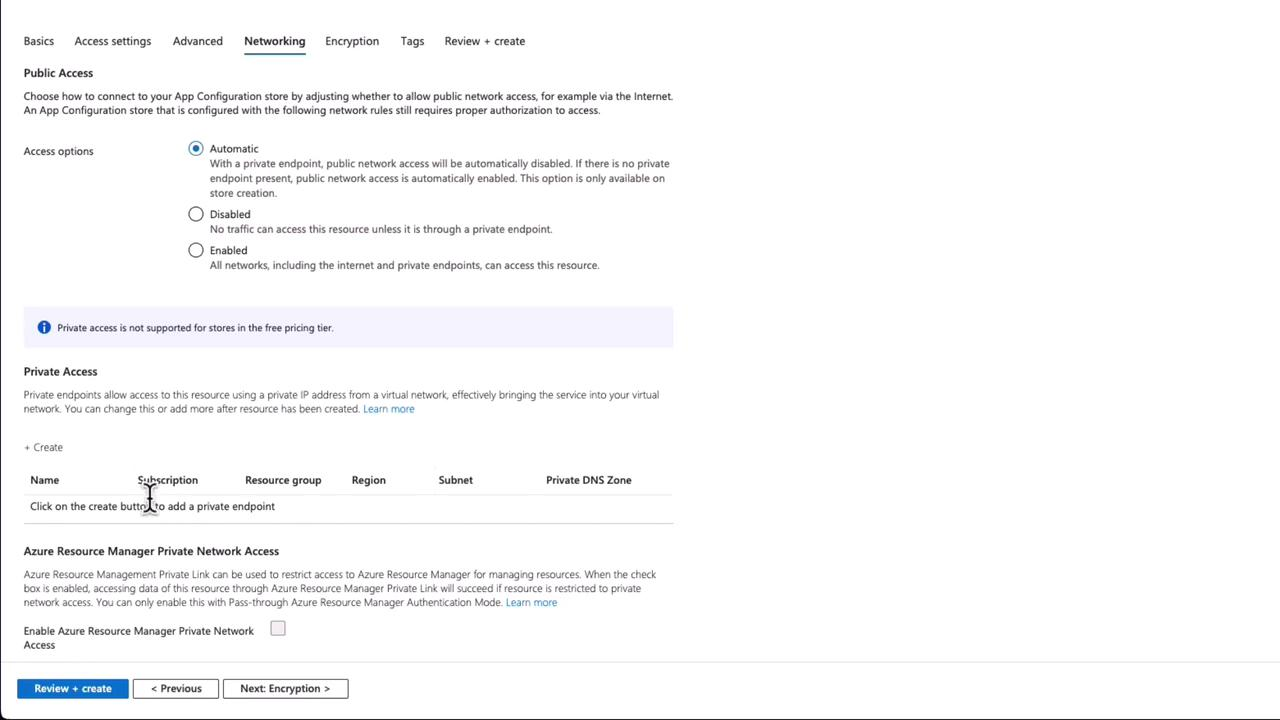 Basics Access settings Advanced Networking Encryption Tags Review + create
Public Access
Choose how to connect to your App Configuration store by adjusting whether to allow public network access, for example via the Internet.
An App Configuration store that is configured with the following network rules still requires proper authorization to access.
Access options
Automatic
With a private endpoint, public network access will be automatically disabled. If there is no private
endpoint present, public network access is automatically enabled. This option is only available on
store creation.
Disabled
No traffic can access this resource unless it is through a private endpoint.
Enabled
All networks, including the internet and private endpoints, can access this resource.
Private access is not supported for stores in the free pricing tier.
Private Access
Private endpoints allow access to this resource using a private IP address from a virtual network, effectively bringing the service into your virtual
network. You can change this or add more after resource has been created. Learn more
+ Create
Name Subscription Resource group Region Subnet Private DNS Zone
Click on the create button to add a private endpoint
Azure Resource Manager Private Network Access
Azure Resource Management Private Link can be used to restrict access to Azure Resource Manager for managing resources. When the check
box is enabled, accessing data of this resource through Azure Resource Manager Private Link will succeed if resource is restricted to private
network access. You can only enable this with Pass-through Azure Resource Manager Authentication Mode. Learn more
Enable Azure Resource Manager Private Network
Access
Review + create < Previous Next: Encryption >